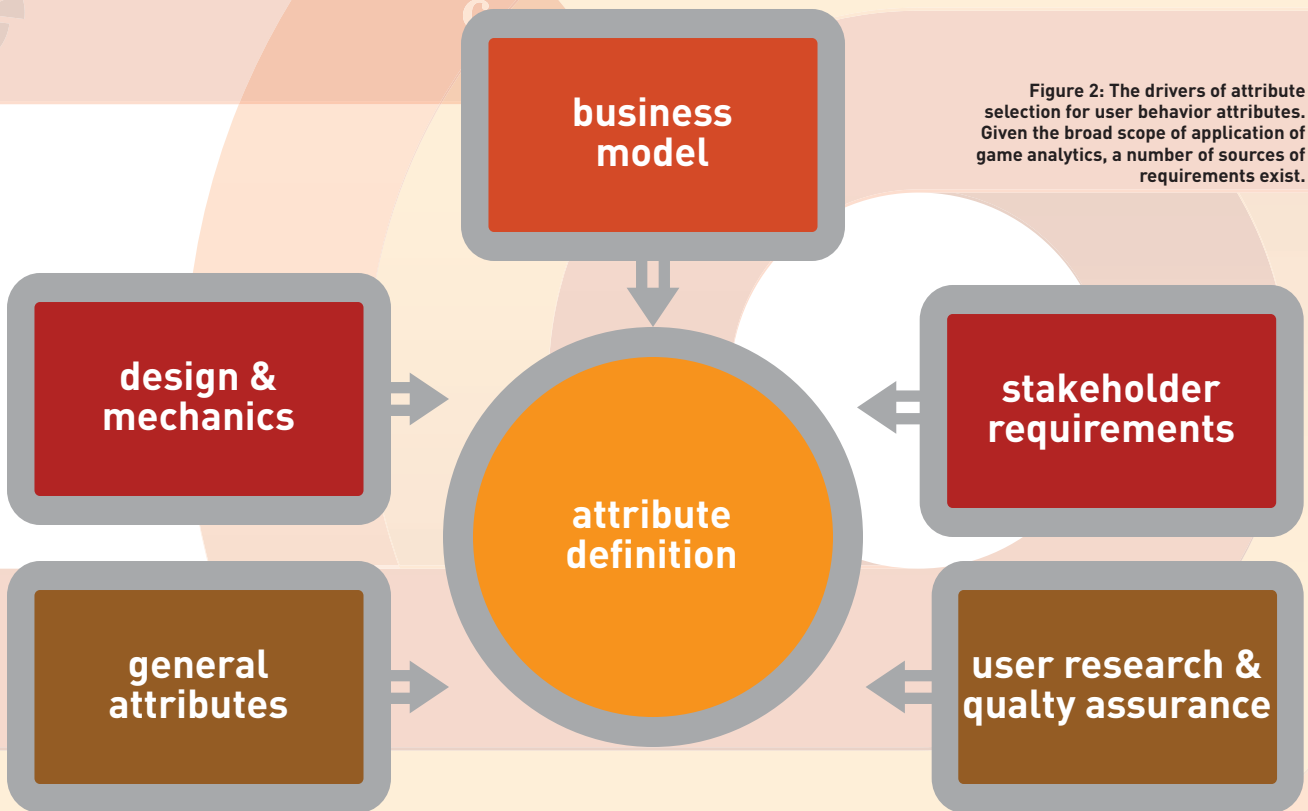 business
model
Figure 2: The drivers of attribute
selection for user behavior attributes.
Given the broad scope of application of
game analytics, a number of sources of
requirements exist.
design &
mechanics
stakeholder
requirements
attribute
definition
general
attributes
user research &
qualty assurance